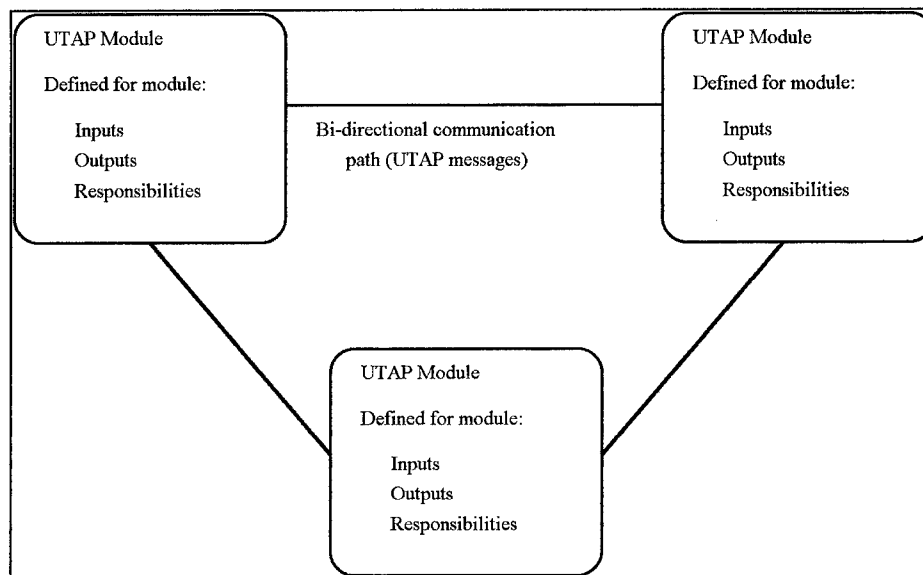 UTAP Module
Defined for module:
Inputs
Outputs
Responsibilities
Bi-directional communication
path (UTAP messages)
UTAP Module
Defined for module:
Inputs
Outputs
Responsibilities
UTAP Module
Defined for module:
Inputs
Outputs
Responsibilities